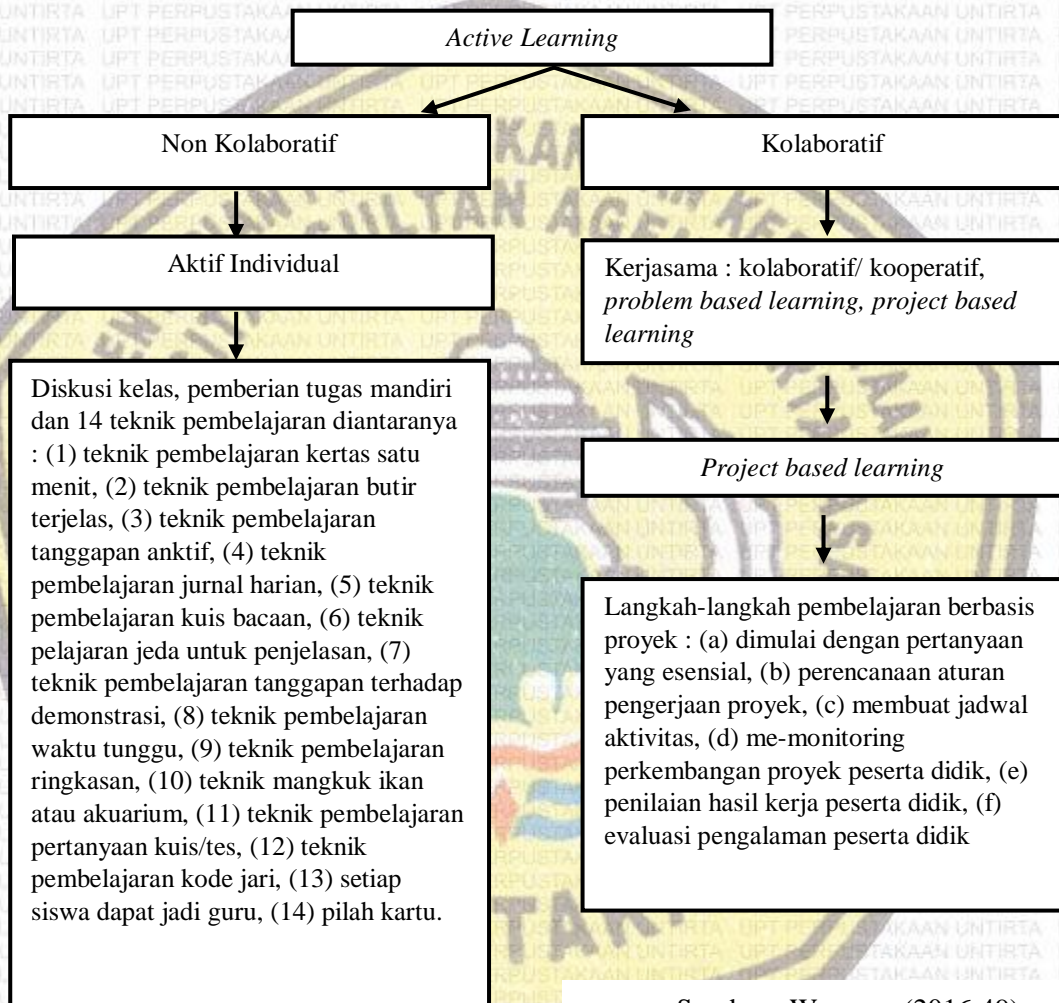 Active Learning
Non Kolaboratif
Kolaboratif
Aktif Individual
Kerjasama : kolaboratif/ kooperatif,
problem based learning, project based
learning
Diskusi kelas, pemberian tugas mandiri
dan 14 teknik pembelajaran diantaranya
: (1) teknik pembelajaran kertas satu
menit, (2) teknik pembelajaran butir
terjelas, (3) teknik pembelajaran
tanggapan anktif, (4) teknik
pembelajaran jurnal harian, (5) teknik
pembelajaran kuis bacaan, (6) teknik
pelajaran jeda untuk penjelasan, (7)
teknik pembelajaran tanggapan terhadap
demonstrasi, (8) teknik pembelajaran
waktu tunggu, (9) teknik pembelajaran
ringkasan, (10) teknik mangkuk ikan
atau akuarium, (11) teknik pembelajaran
pertanyaan kuis/tes, (12) teknik
pembelajaran kode jari, (13) setiap
siswa dapat jadi guru, (14) pilah kartu.
Project based learning
Langkah-langkah pembelajaran berbasis
proyek : (a) dimulai dengan pertanyaan
yang esensial, (b) perencanaan aturan
pengerjaan proyek, (c) membuat jadwal
aktivitas, (d) me-monitoring
perkembangan proyek peserta didik, (e)
penilaian hasil kerja peserta didik, (f)
evaluasi pengalaman peserta didik
(2016:48)